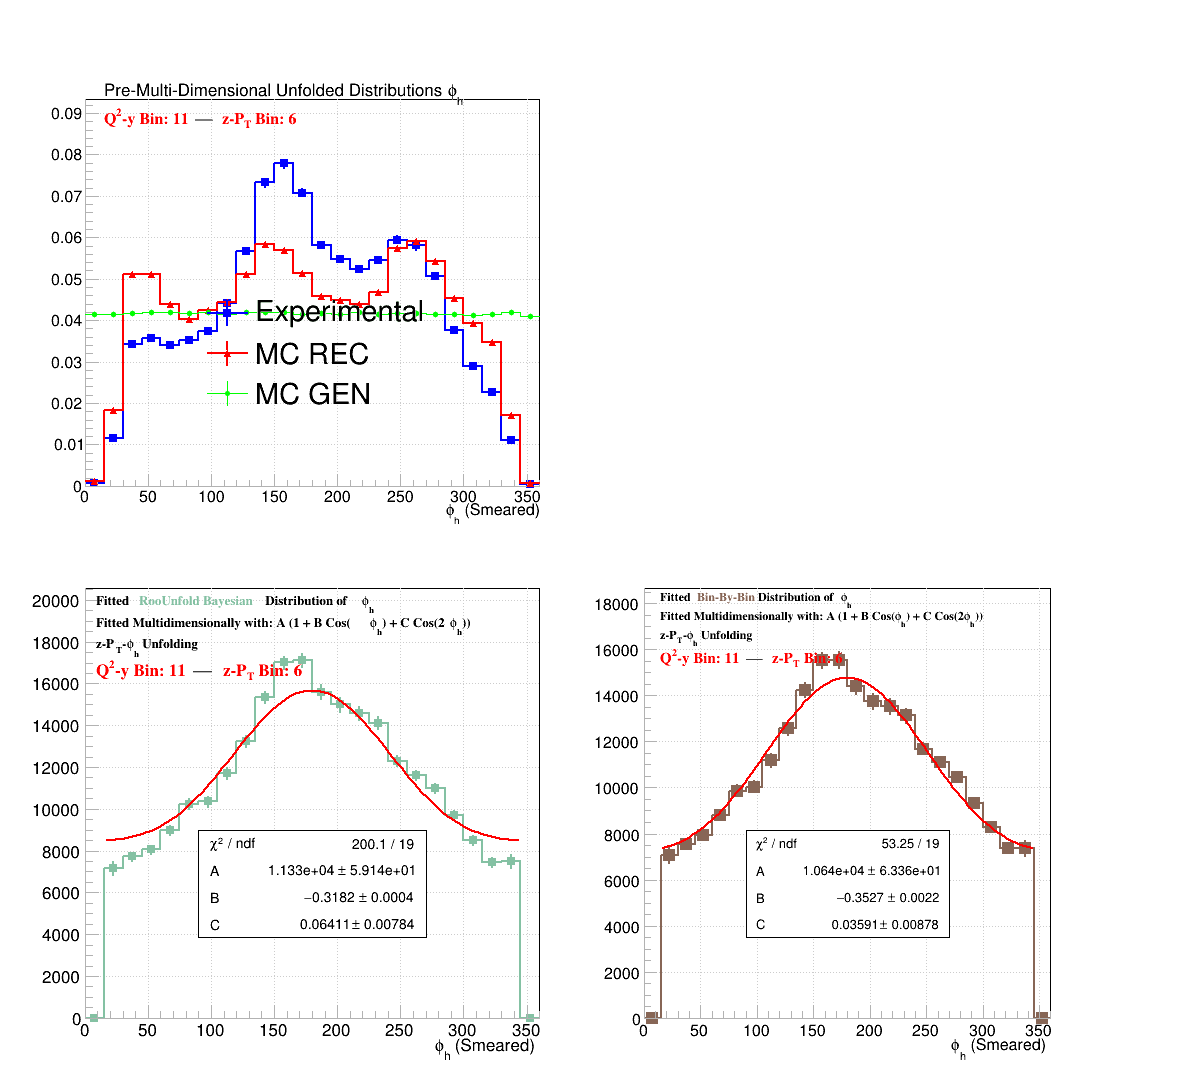 Pre-Multi-Dimensional Unfolded Distributions ϕh
Q²-y Bin: 11 — z-PT Bin: 6
0.09
0.08
0.07
0.06
0.05
0.04
0.03
0.02
0.01
0
Experimental
MC REC
MC GEN
0 50 100 150 200 250 300 350
ϕh (Smeared)
Fitted RooUnfold Bayesian Distribution of ϕh
Fitted Multidimensionally with: A (1 + B Cos( ϕh) + C Cos(2 ϕh))
z-PT-ϕh Unfolding
Q²-y Bin: 11 — z-PT Bin: 6
20000
18000
16000
14000
12000
10000
8000
6000
4000
2000
0
χ² / ndf 200.1 / 19
A 1.133e+04 ± 5.914e+01
B −0.3182 ± 0.0004
C 0.06411 ± 0.00784
0 50 100 150 200 250 300 350
ϕh (Smeared)
Fitted Bin-By-Bin Distribution of ϕh
Fitted Multidimensionally with: A (1 + B Cos(ϕh) + C Cos(2ϕh))
z-PT-ϕh Unfolding
Q²-y Bin: 11 — z-PT Bin: 6
18000
16000
14000
12000
10000
8000
6000
4000
2000
0
χ² / ndf 53.25 / 19
A 1.064e+04 ± 6.336e+01
B −0.3527 ± 0.0022
C 0.03591 ± 0.00878
0 50 100 150 200 250 300 350
ϕh (Smeared)